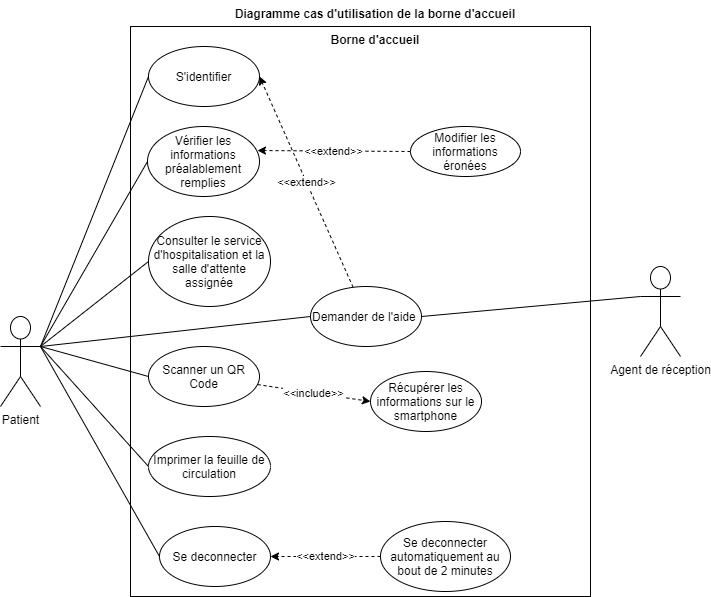 Diagramme cas d'utilisation de la borne d'accueil
Borne d'accueil
S'identifier
Vérifier les
informations
préalablement
remplies
<<extend>>
Modifier les
informations
éronées
<<extend>>
Consulter le service
d'hospitalisation et la
salle d'attente
assignée
Demander de l'aide
Agent de réception
Patient
Scanner un QR
Code
<<include>>
Récupérer les
informations sur le
smartphone
Imprimer la feuille de
circulation
Se deconnecter
<<extend>>
Se deconnecter
automatiquement au
bout de 2 minutes